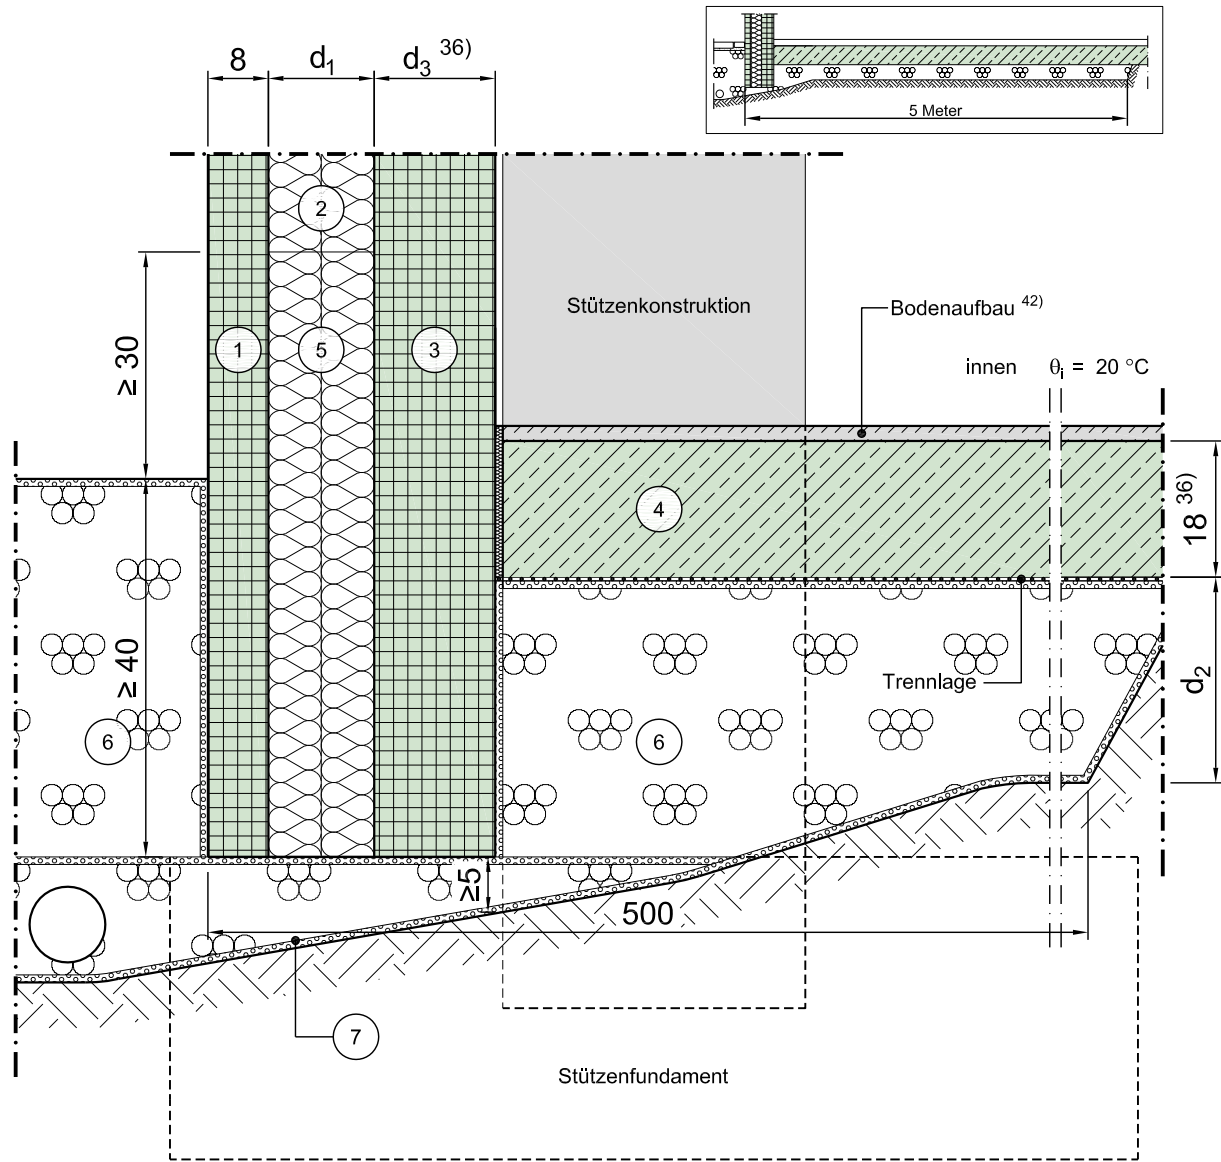 8
d₁
d₃ 36)
5 Meter
2
Stützenkonstruktion
Bodenaufbau 42)
≥ 30
1
5
3
innen θᵢ = 20 °C
4
18 36)
≥ 40
Trennlage
d₂
6
6
≥5
500
7
Stützenfundament